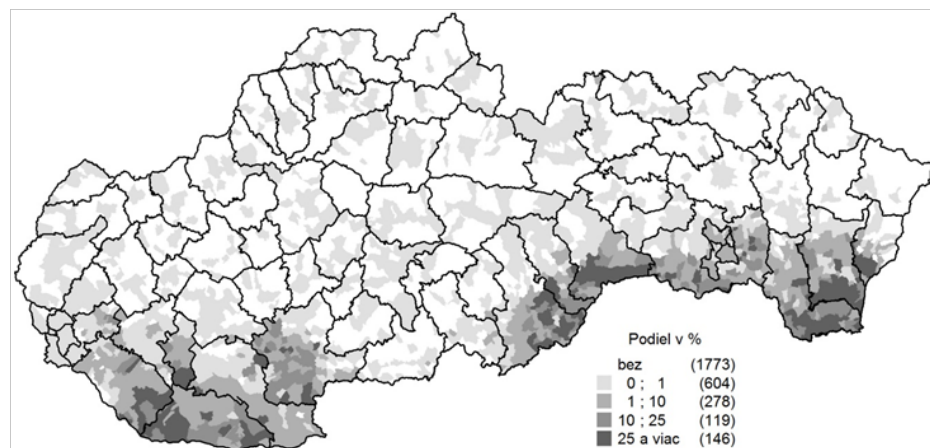 Podiel v %
bez (1773)
0 ; 1 (604)
1 ; 10 (278)
10 ; 25 (119)
25 a viac (146)